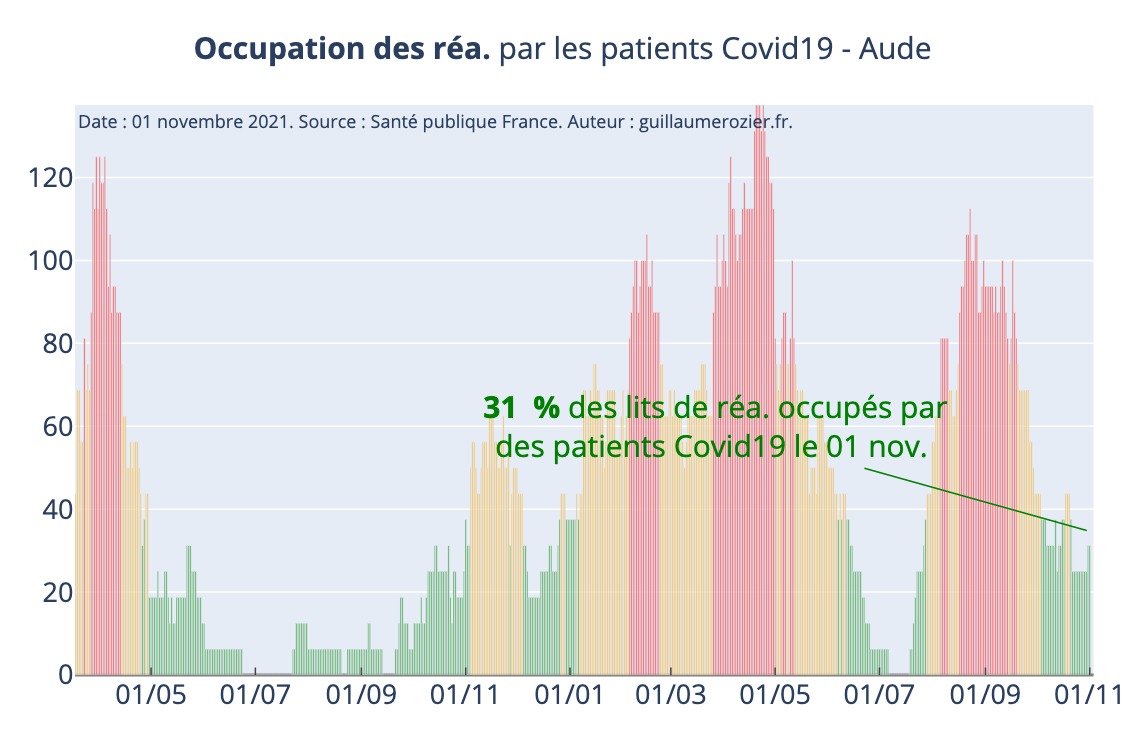 Occupation des réa. par les patients Covid19 - Aude
Date : 01 novembre 2021. Source : Santé publique France. Auteur : guillaumerozier.fr.
120
100
80
60
40
20
0
31 % des lits de réa. occupés par
des patients Covid19 le 01 nov.
01/05 01/07 01/09 01/11 01/01 01/03 01/05 01/07 01/09 01/11